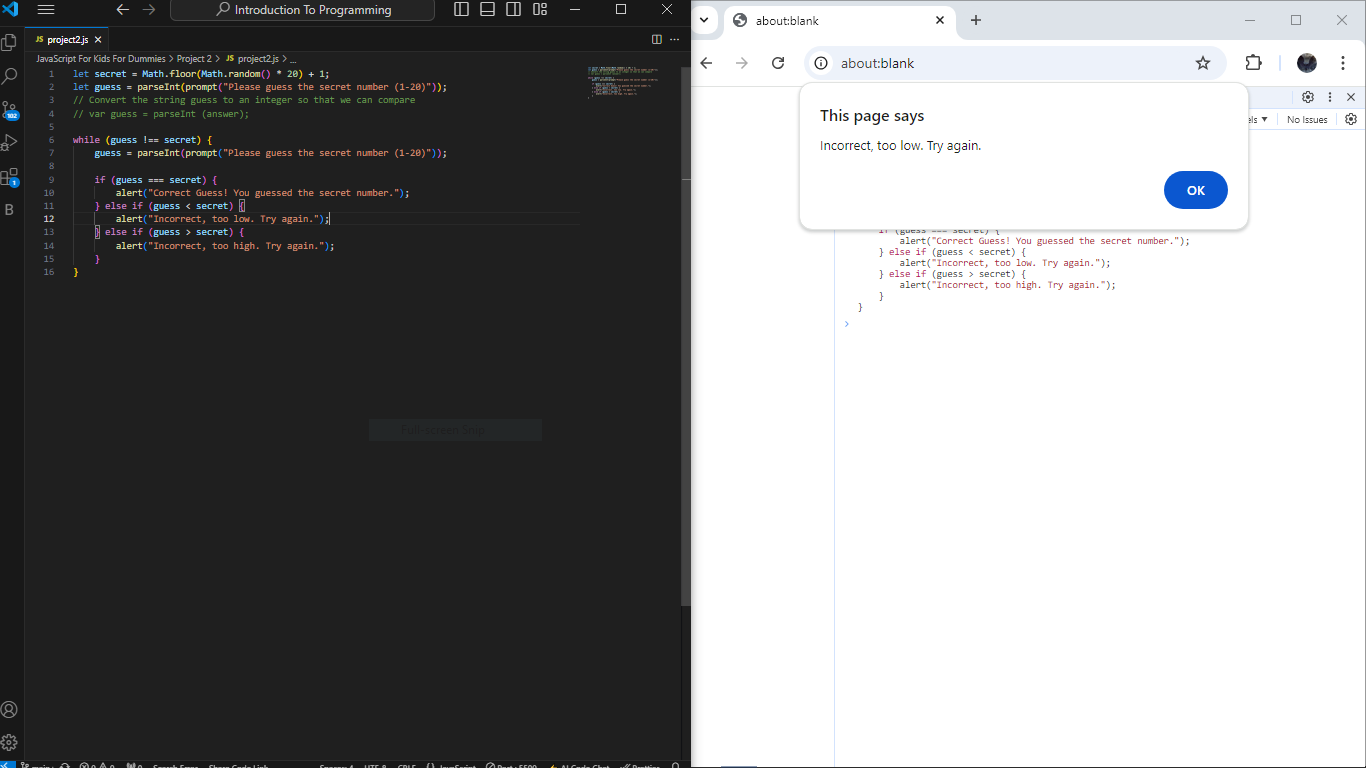 Introduction To Programming
JS project2.js
JavaScript For Kids For Dummies > Project 2 > JS project2.js > ...
1 let secret = Math.floor(Math.random() * 20) + 1;
2 let guess = parseInt(prompt("Please guess the secret number (1-20)"));
3 // Convert the string guess to an integer so that we can compare
4 // var guess = parseInt (answer);
5
6 while (guess !== secret) {
7 guess = parseInt(prompt("Please guess the secret number (1-20)"));
8
9 if (guess === secret) {
10 alert("Correct Guess! You guessed the secret number.");
11 } else if (guess < secret) {
12 alert("Incorrect, too low. Try again.");
13 } else if (guess > secret) {
14 alert("Incorrect, too high. Try again.");
15 }
16 }
102
1
B
about:blank
about:blank
This page says
Incorrect, too low. Try again.
OK
els
No Issues
if (guess === secret) {
alert("Correct Guess! You guessed the secret number.");
} else if (guess < secret) {
alert("Incorrect, too low. Try again.");
} else if (guess > secret) {
alert("Incorrect, too high. Try again.");
}
}
>